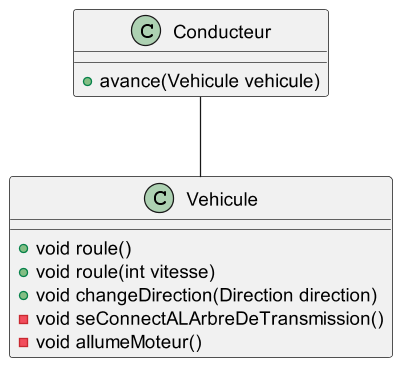 C Conducteur
avance(Vehicule vehicule)
C Vehicule
void roule()
void roule(int vitesse)
void changeDirection(Direction direction)
void seConnectALArbreDeTransmission()
void allumeMoteur()